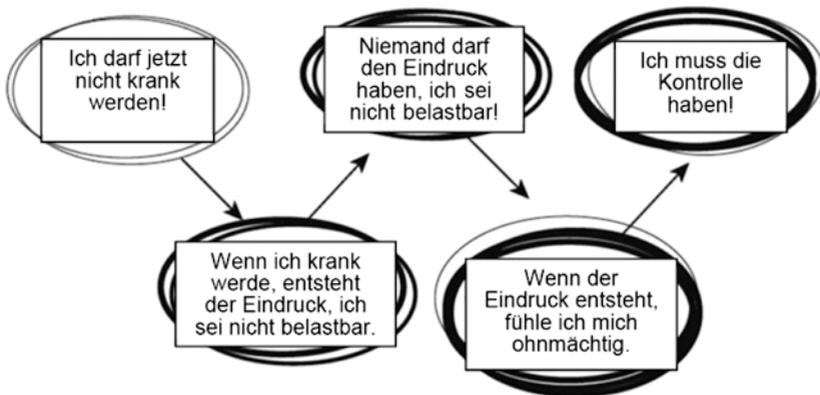 Ich darf jetzt
nicht krank
werden!
Wenn ich krank
werde, entsteht
der Eindruck, ich
sei nicht belastbar.
Niemand darf
den Eindruck
haben, ich sei
nicht belastbar!
Wenn der
Eindruck entsteht,
fühle ich mich
ohnmächtig.
Ich muss die
Kontrolle
haben!